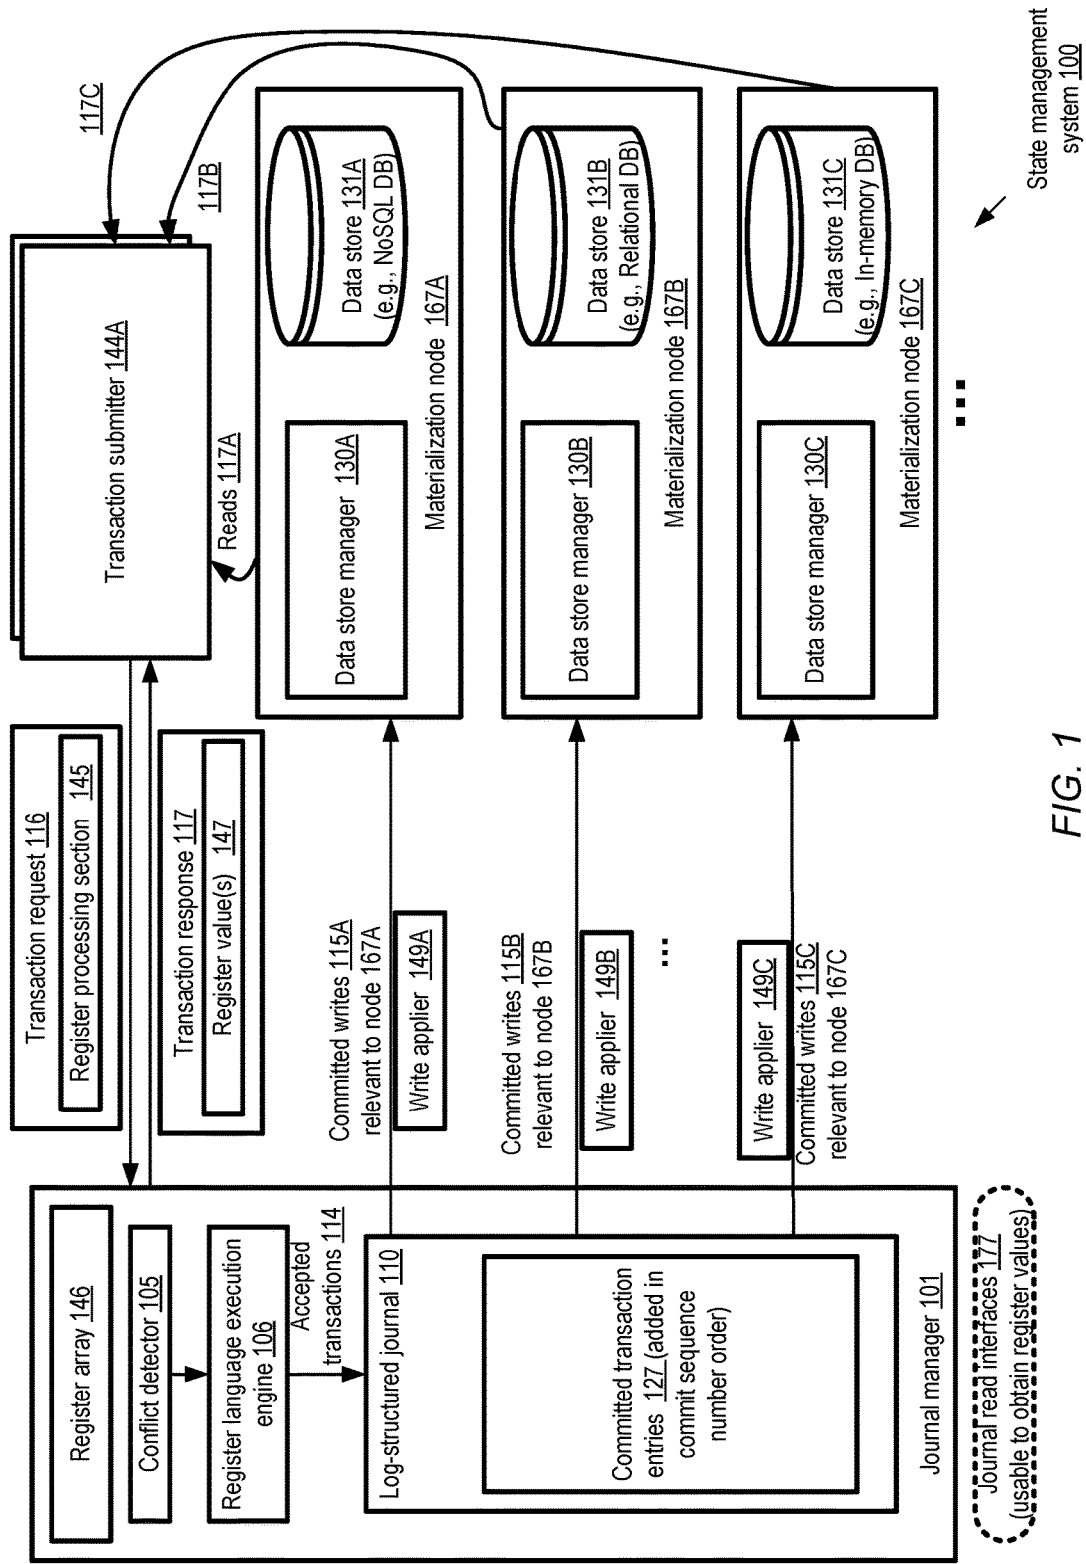 Register array 146
Conflict detector 105
Register language execution
engine 106
Accepted
transactions 114
Log-structured journal 110
Committed transaction
entries 127 (added in
commit sequence
number order)
Journal manager 101
Journal read interfaces 177
(usable to obtain register values)
Transaction request 116
Register processing section 145
Transaction response 117
Register value(s) 147
Committed writes 115A
relevant to node 167A
Write applier 149A
Committed writes 115B
relevant to node 167B
Write applier 149B
...
Write applier 149C
Committed writes 115C
relevant to node 167C
Transaction submitter 144A
Reads 117A
117B
117C
Data store manager 130A
Data store 131A
(e.g., NoSQL DB)
Materialization node 167A
Data store manager 130B
Data store 131B
(e.g., Relational DB)
Materialization node 167B
Data store manager 130C
Data store 131C
(e.g., In-memory DB)
Materialization node 167C
...
State management
system 100
FIG. 1